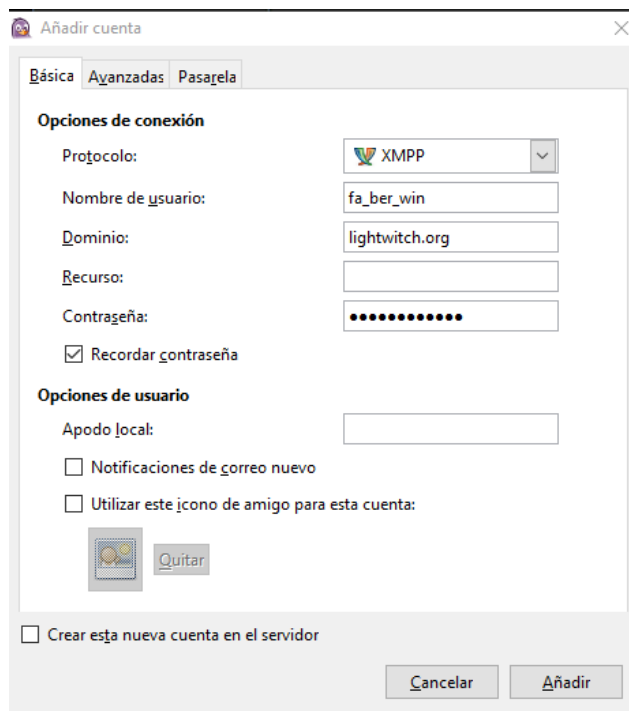 Añadir cuenta
Básica Avanzadas Pasarela
Opciones de conexión
Protocolo: XMPP
Nombre de usuario: fa_ber_win
Dominio: lightwitch.org
Recurso:
Contraseña: ●●●●●●●●●●●●
Recordar contraseña
Opciones de usuario
Apodo local:
Notificaciones de correo nuevo
Utilizar este icono de amigo para esta cuenta:
Quitar
Crear esta nueva cuenta en el servidor
Cancelar Añadir